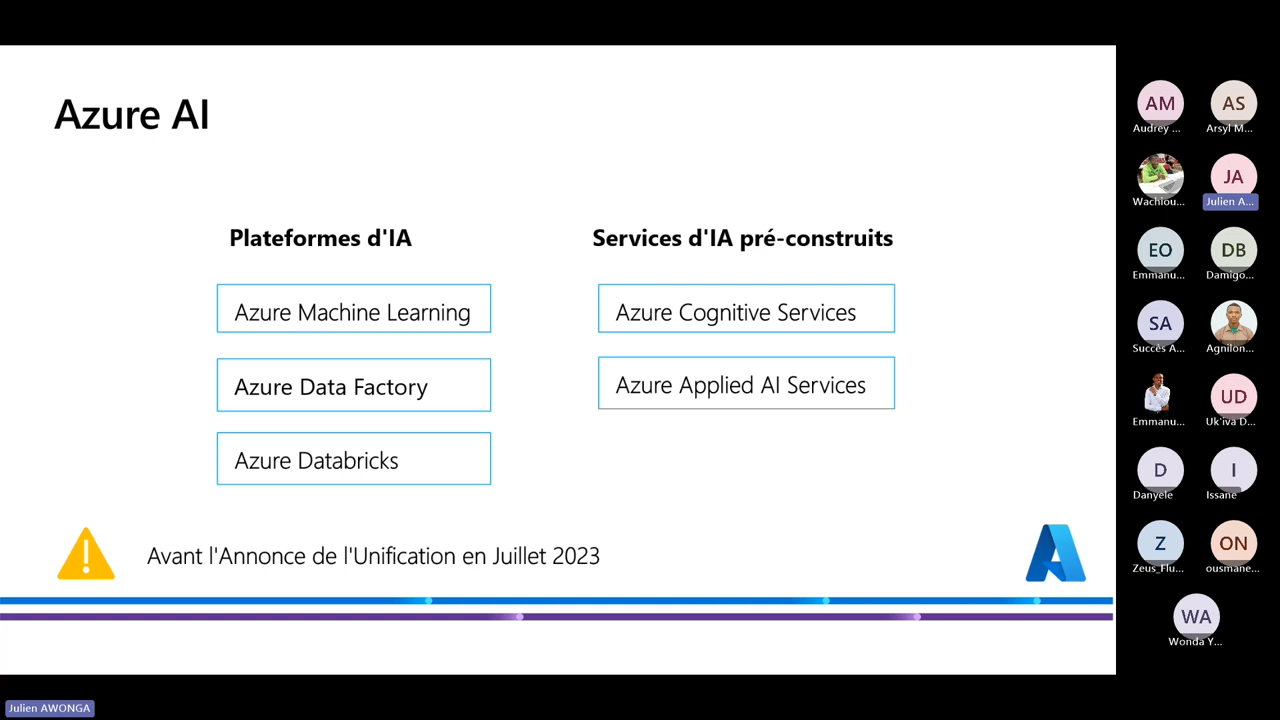 Azure AI
Plateformes d'IA
Services d'IA pré-construits
Azure Machine Learning
Azure Cognitive Services
Azure Data Factory
Azure Applied AI Services
Azure Databricks
Avant l'Annonce de l'Unification en Juillet 2023
AM
AS
Audrey ...
Arsyl M...
JA
Wachiou...
Julien A...
EO
DB
Emmanu...
Damigo...
SA
Succès A...
Agnilon...
UD
Emmanu...
Uk'iva D...
D
I
Danyele
Issane
Z
ON
Zeus_Flu...
ousmane...
WA
Wonda Y...
Julien AWONGA